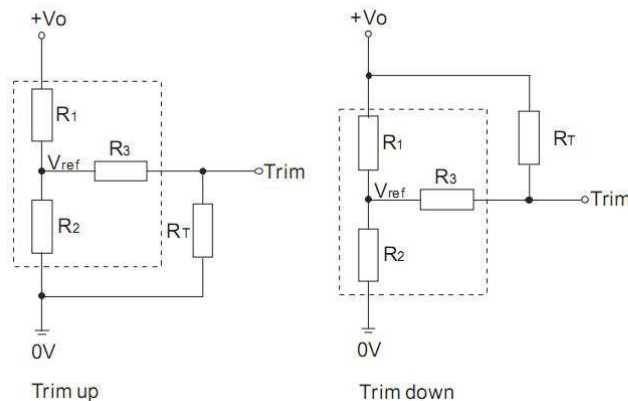 +Vo
R1
Vref
R3
Trim
R2
RT
0V
Trim up
+Vo
R1
RT
Vref
R3
Trim
R2
0V
Trim down